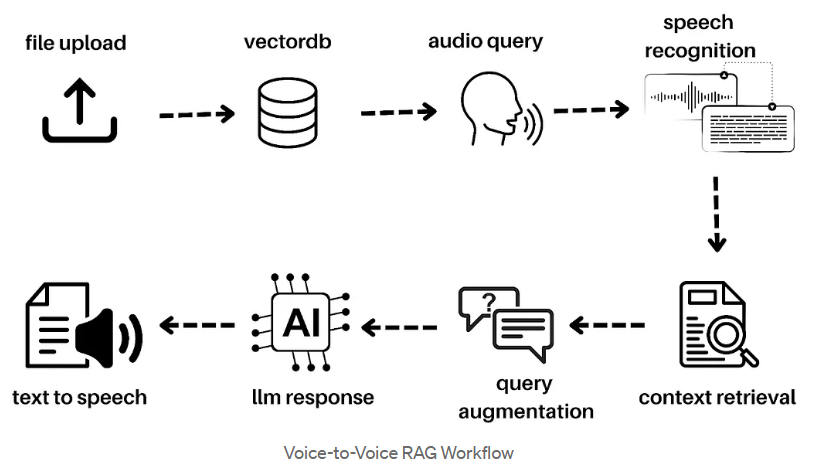 file upload
vectordb
audio query
speech
recognition
?
AI
text to speech
llm response
query
augmentation
context retrieval
Voice-to-Voice RAG Workflow